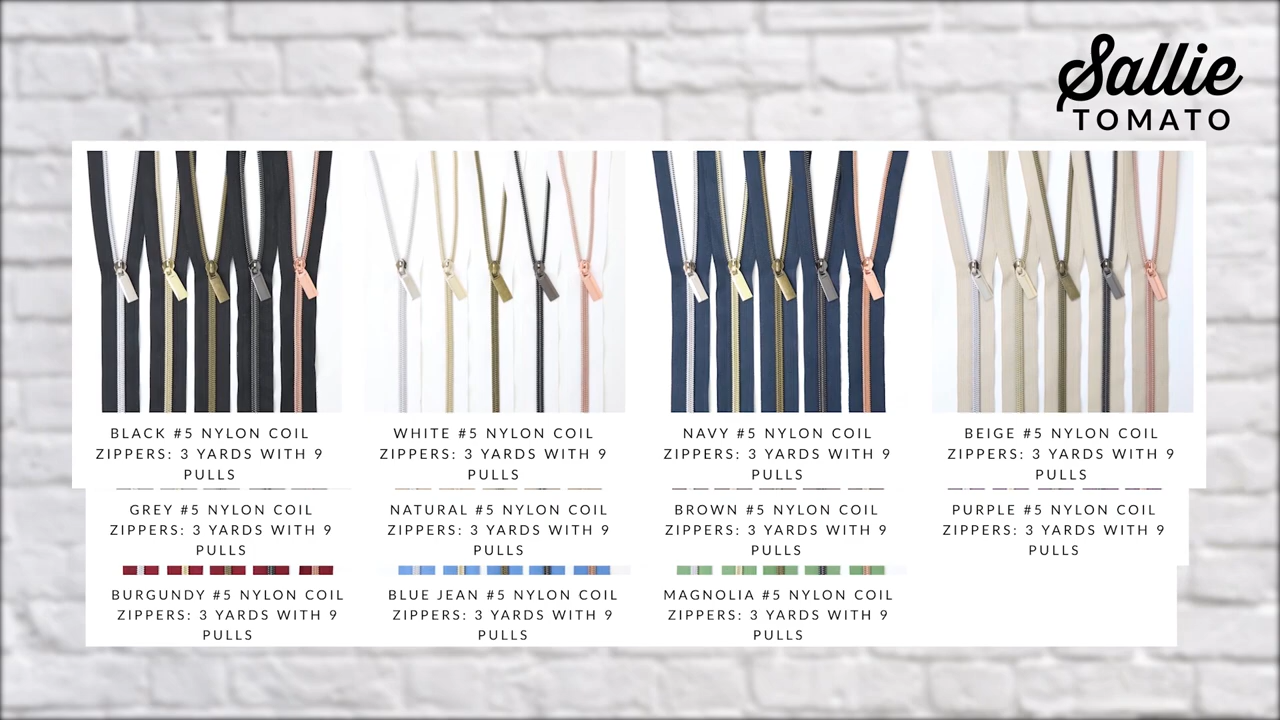 Sallie
TOMATO
BLACK #5 NYLON COIL
ZIPPERS: 3 YARDS WITH 9
PULLS
WHITE #5 NYLON COIL
ZIPPERS: 3 YARDS WITH 9
PULLS
NAVY #5 NYLON COIL
ZIPPERS: 3 YARDS WITH 9
PULLS
BEIGE #5 NYLON COIL
ZIPPERS: 3 YARDS WITH 9
PULLS
GREY #5 NYLON COIL
ZIPPERS: 3 YARDS WITH 9
PULLS
NATURAL #5 NYLON COIL
ZIPPERS: 3 YARDS WITH 9
PULLS
BROWN #5 NYLON COIL
ZIPPERS: 3 YARDS WITH 9
PULLS
PURPLE #5 NYLON COIL
ZIPPERS: 3 YARDS WITH 9
PULLS
BURGUNDY #5 NYLON COIL
ZIPPERS: 3 YARDS WITH 9
PULLS
BLUE JEAN #5 NYLON COIL
ZIPPERS: 3 YARDS WITH 9
PULLS
MAGNOLIA #5 NYLON COIL
ZIPPERS: 3 YARDS WITH 9
PULLS